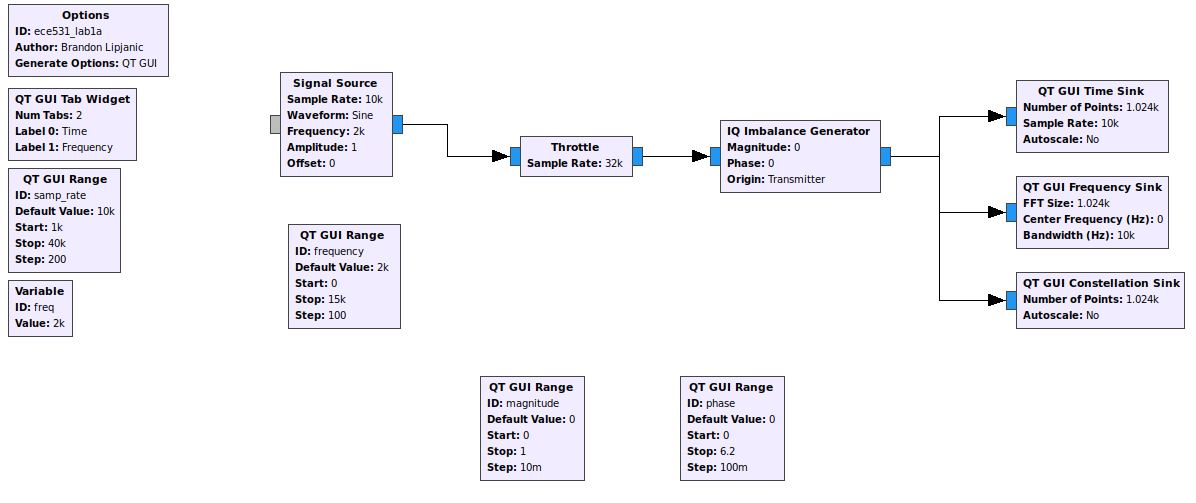 Options
ID: ece531_lab1a
Author: Brandon Lipjanic
Generate Options: QT GUI
QT GUI Tab Widget
Num Tabs: 2
Label 0: Time
Label 1: Frequency
QT GUI Range
ID: samp_rate
Default Value: 10k
Start: 1k
Stop: 40k
Step: 200
Variable
ID: freq
Value: 2k
Signal Source
Sample Rate: 10k
Waveform: Sine
Frequency: 2k
Amplitude: 1
Offset: 0
QT GUI Range
ID: frequency
Default Value: 2k
Start: 0
Stop: 15k
Step: 100
Throttle
Sample Rate: 32k
IQ Imbalance Generator
Magnitude: 0
Phase: 0
Origin: Transmitter
QT GUI Time Sink
Number of Points: 1.024k
Sample Rate: 10k
Autoscale: No
QT GUI Frequency Sink
FFT Size: 1.024k
Center Frequency (Hz): 0
Bandwidth (Hz): 10k
QT GUI Constellation Sink
Number of Points: 1.024k
Autoscale: No
QT GUI Range
ID: magnitude
Default Value: 0
Start: 0
Stop: 1
Step: 10m
QT GUI Range
ID: phase
Default Value: 0
Start: 0
Stop: 6.2
Step: 100m